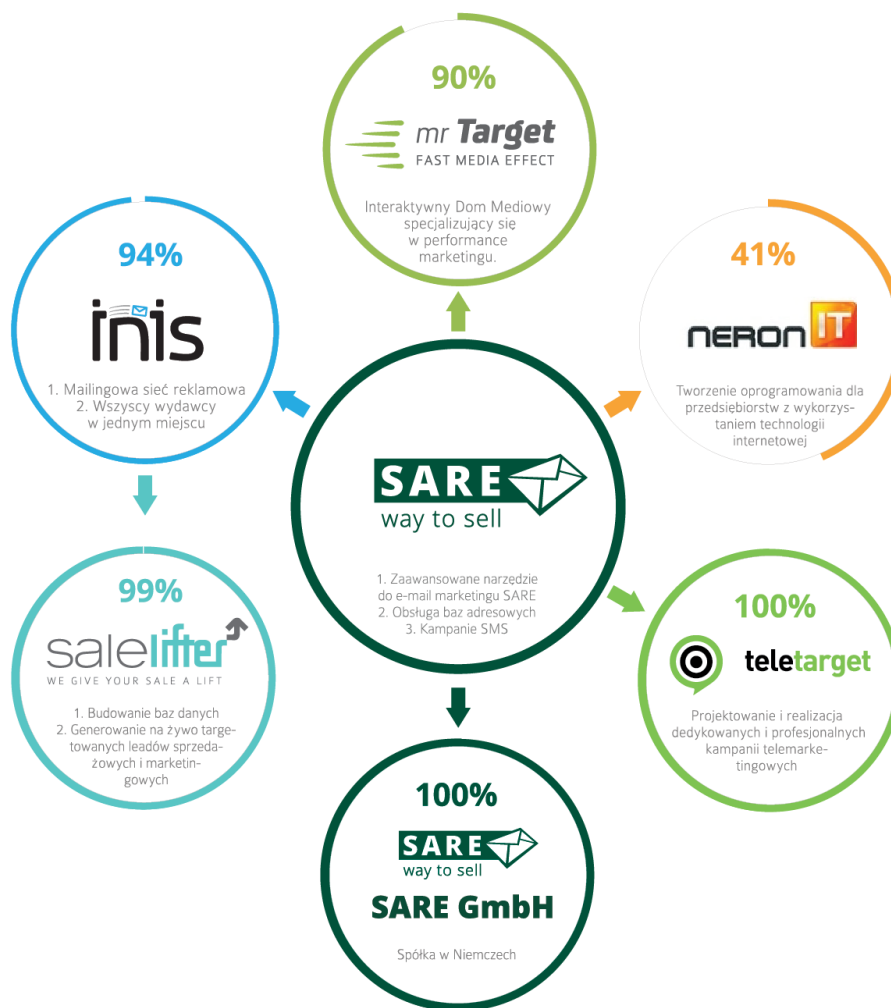 90%
mr Target
FAST MEDIA EFFECT
Interaktywny Dom Mediowy
specjalizujący się
w performance
marketingu.
94%
inis
1. Mailingowa sieć reklamowa
2. Wszyscy wydawcy
w jednym miejscu
41%
neron IT
Tworzenie oprogramowania dla
przedsiębiorstw z wykorzys-
taniem technologii
internetowej
SARE
way to sell
1. Zaawansowane narzędzie
do e-mail marketingu SARE
2. Obsługa baz adresowych
3. Kampanie SMS
99%
salelifter
WE GIVE YOUR SALE A LIFT
1. Budowanie baz danych
2. Generowanie na żywo targe-
towanych leadów sprzeda-
żowych i marketin-
gowych
100%
teletarget
Projektowanie i realizacja
dedykowanych i profesjonalnych
kampanii telemarke-
tingowych
100%
SARE
way to sell
SARE GmbH
Spółka w Niemczech